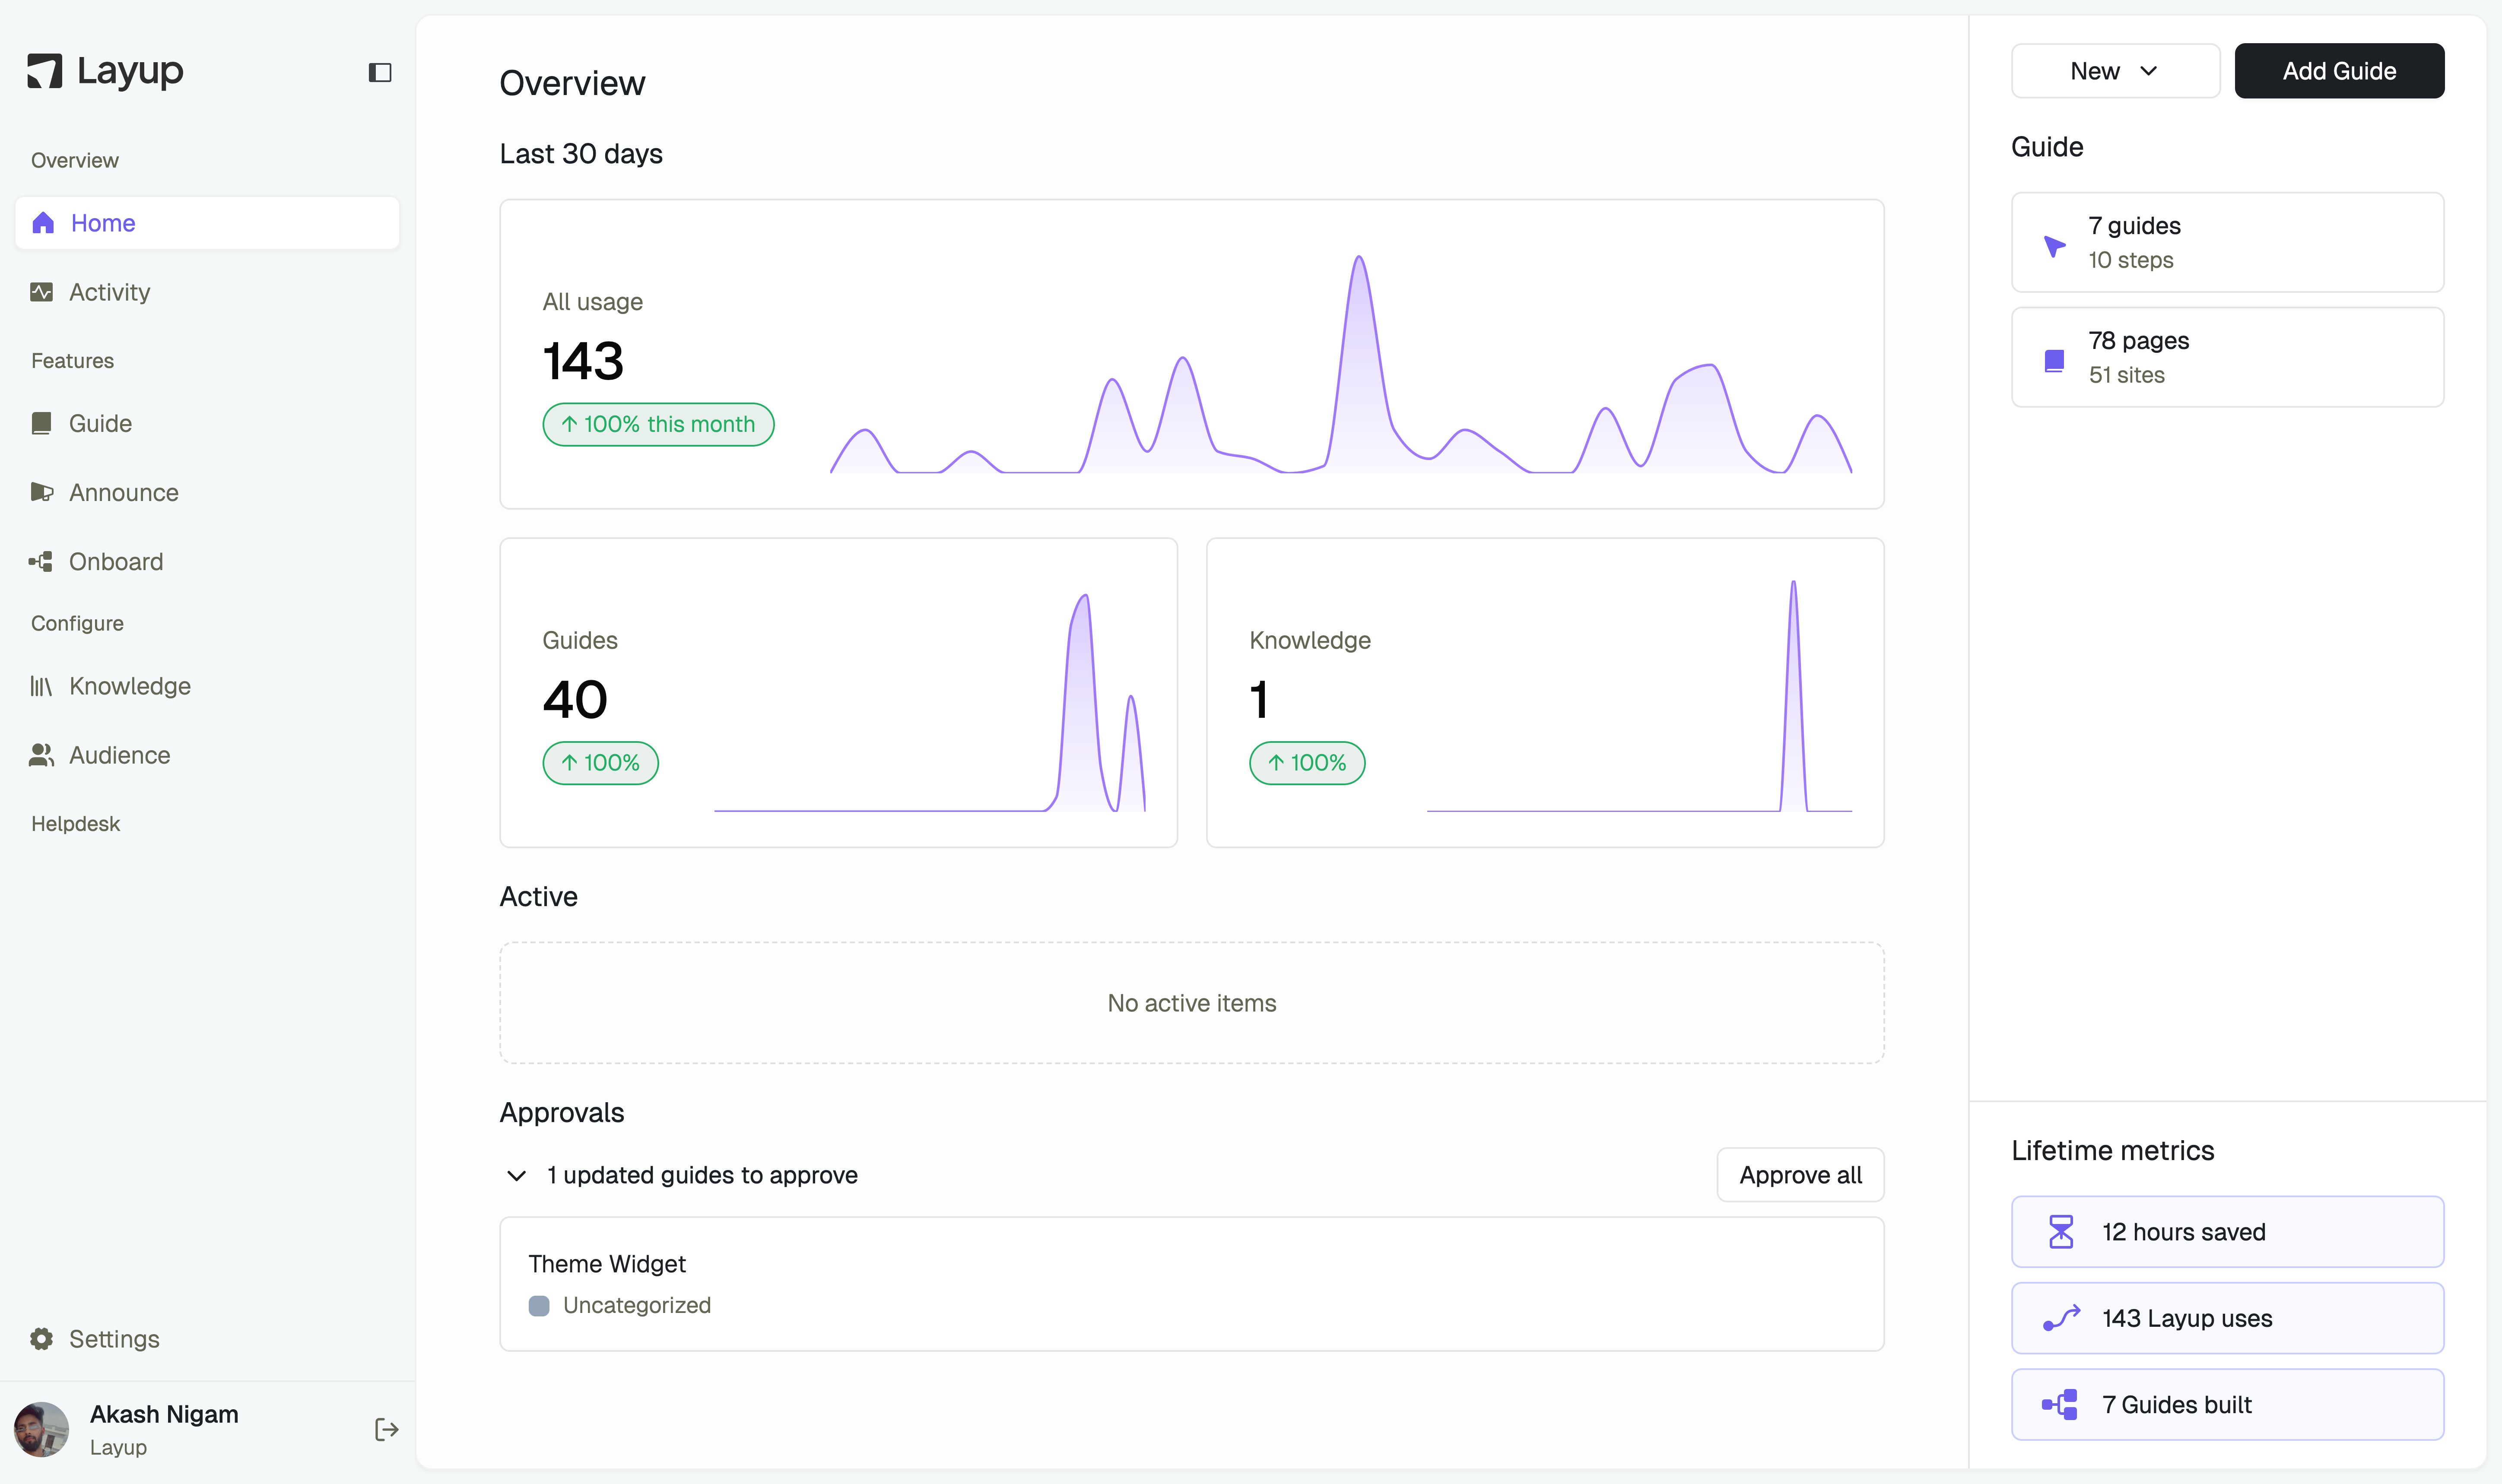 Layup
Overview
Home
Activity
Features
Guide
Announce
Onboard
Configure
Knowledge
Audience
Helpdesk
Settings
Akash Nigam
Layup
Overview
Last 30 days
All usage
143
↑ 100% this month
Guides
40
↑ 100%
Knowledge
1
↑ 100%
Active
No active items
Approvals
1 updated guides to approve
Approve all
Theme Widget
Uncategorized
New
Add Guide
Guide
7 guides
10 steps
78 pages
51 sites
Lifetime metrics
12 hours saved
143 Layup uses
7 Guides built